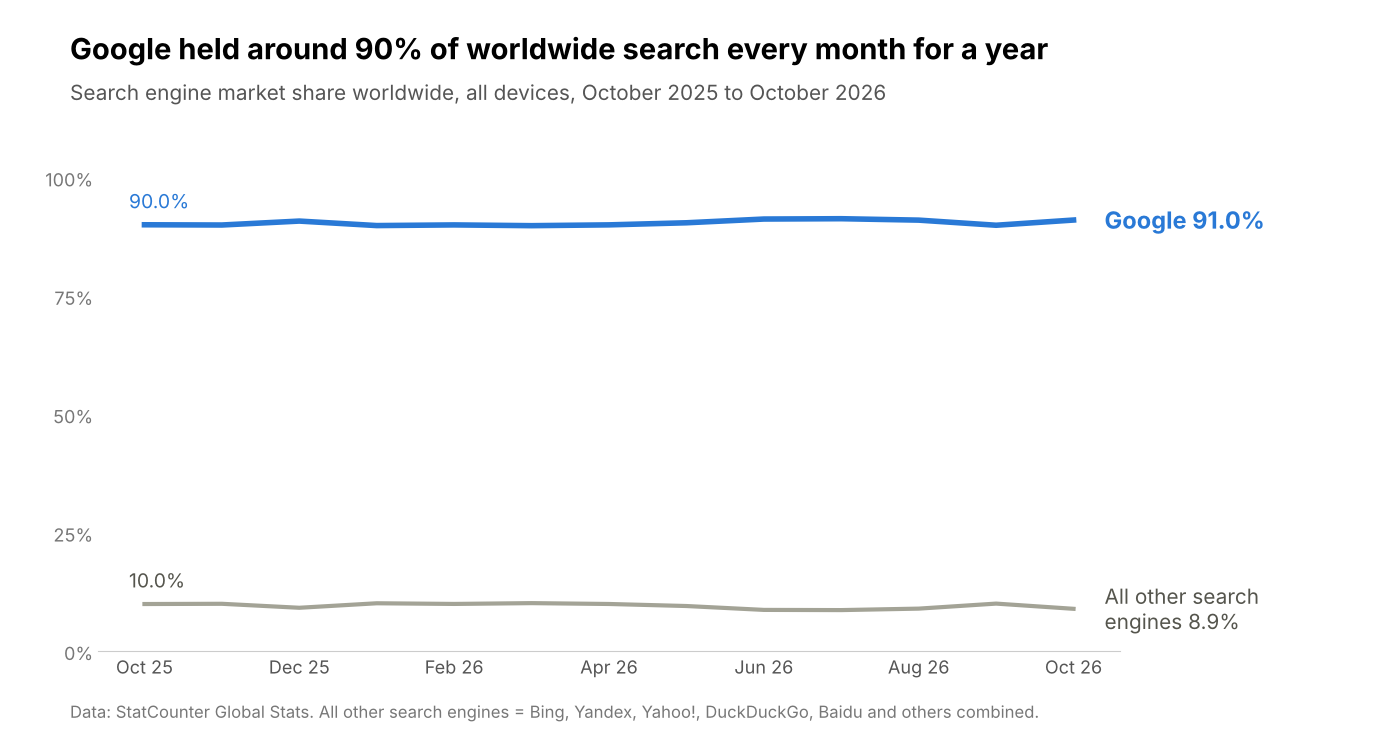 Google held around 90% of worldwide search every month for a year
Search engine market share worldwide, all devices, October 2025 to October 2026
100%
90.0%
Google 91.0%
75%
50%
25%
10.0%
All other search
engines 8.9%
0%
Oct 25 Dec 25 Feb 26 Apr 26 Jun 26 Aug 26 Oct 26
Data: StatCounter Global Stats. All other search engines = Bing, Yandex, Yahoo!, DuckDuckGo, Baidu and others combined.